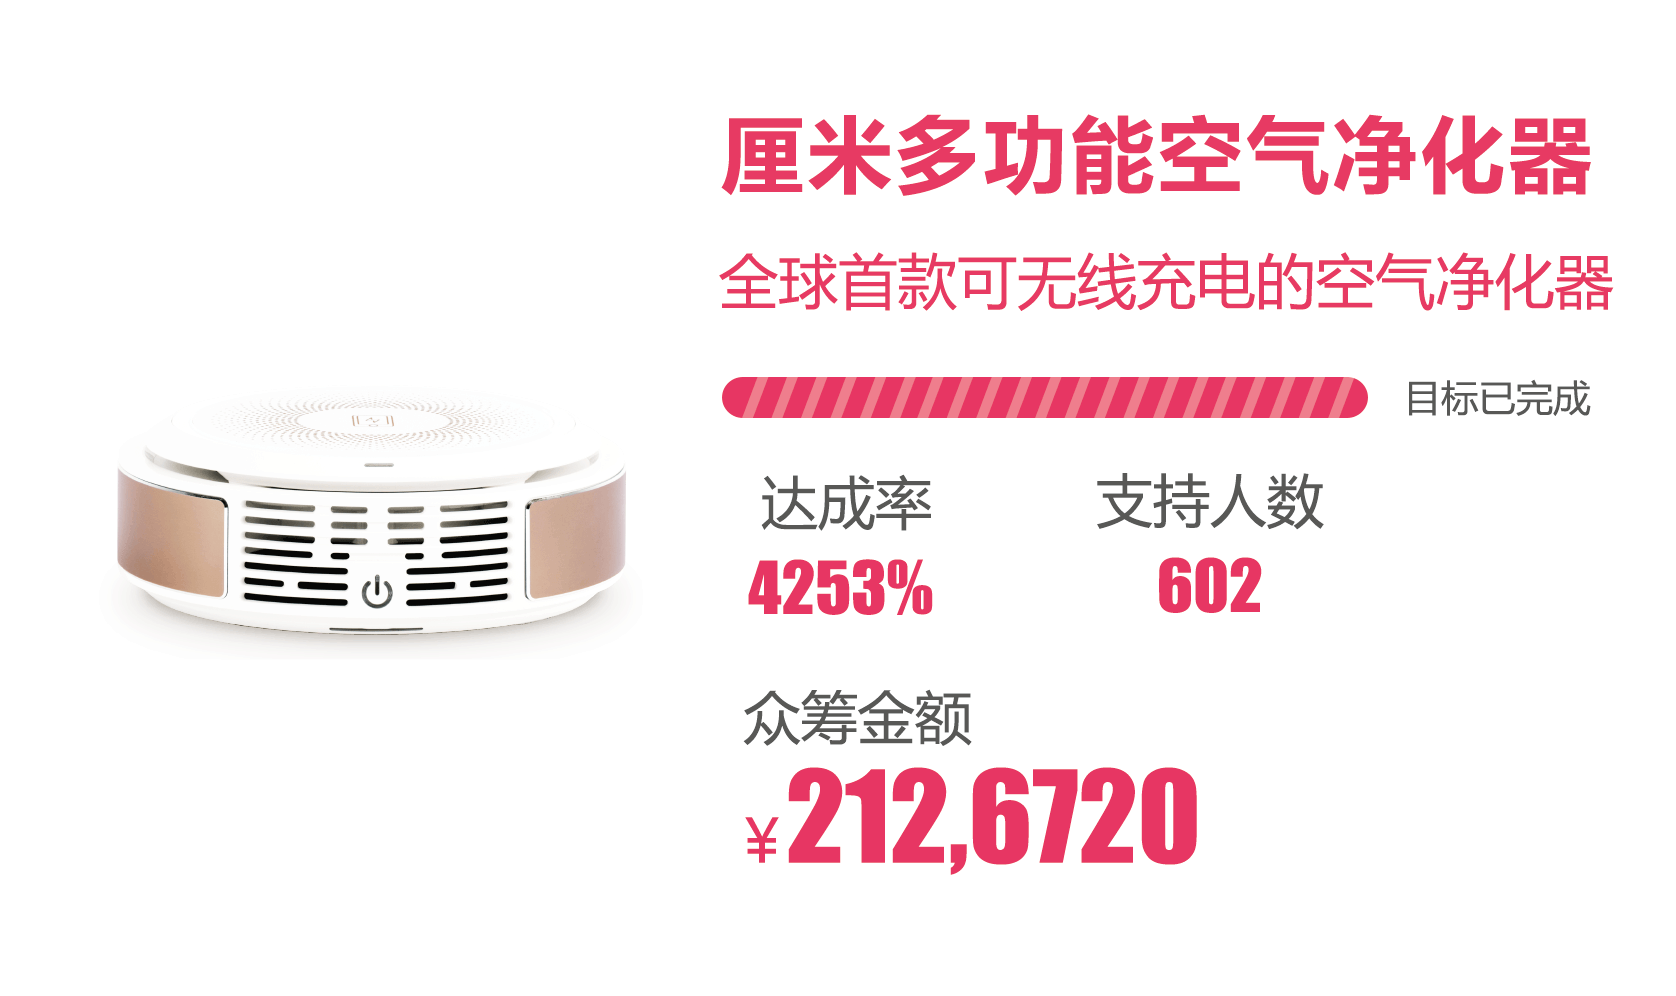 厘米多功能空气净化器
全球首款可无线充电的空气净化器
目标已完成
达成率 支持人数
4253% 602
众筹金额
¥212,6720